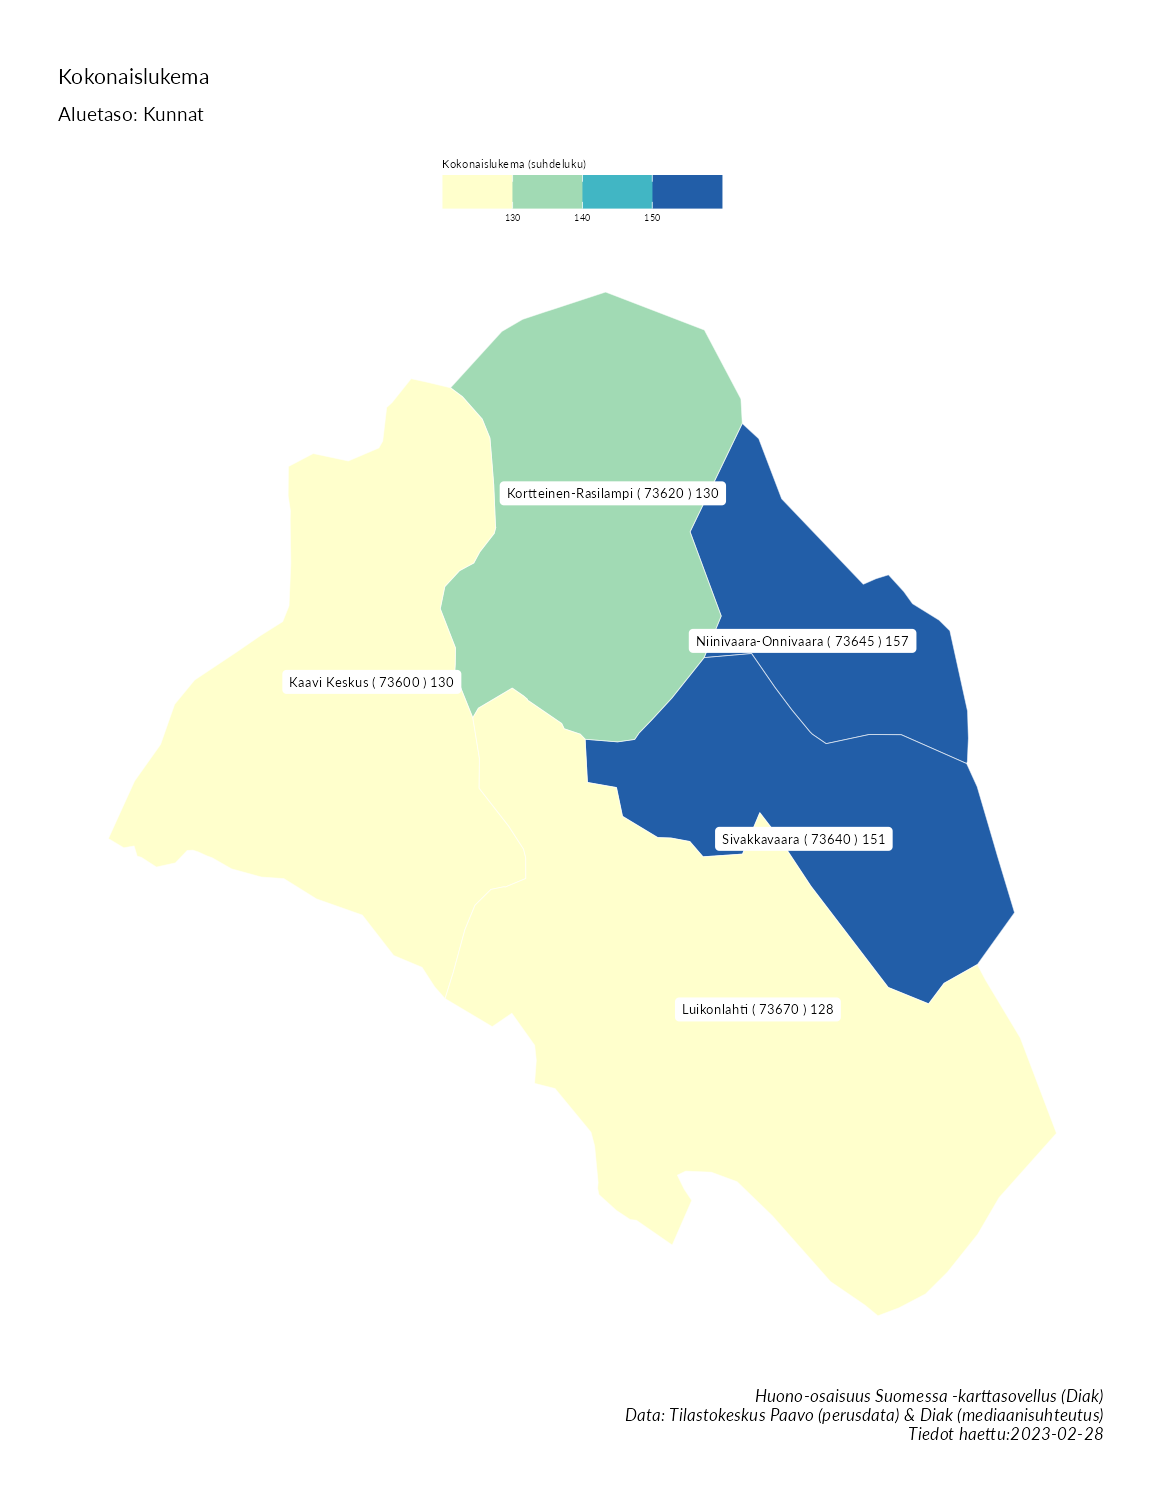 Kokonaislukema
Aluetaso: Kunnat
Kokonaislukema (suhdeluku)
130 140 150
Kortteinen-Rasilampi ( 73620 ) 130
Niinivaara-Onnivaara ( 73645 ) 157
Kaavi Keskus ( 73600 ) 130
Sivakkavaara ( 73640 ) 151
Luikonlahti ( 73670 ) 128
Huono-osaisuus Suomessa -karttasovellus (Diak)
Data: Tilastokeskus Paavo (perusdata) & Diak (mediaanisuhteutus)
Tiedot haettu:2023-02-28